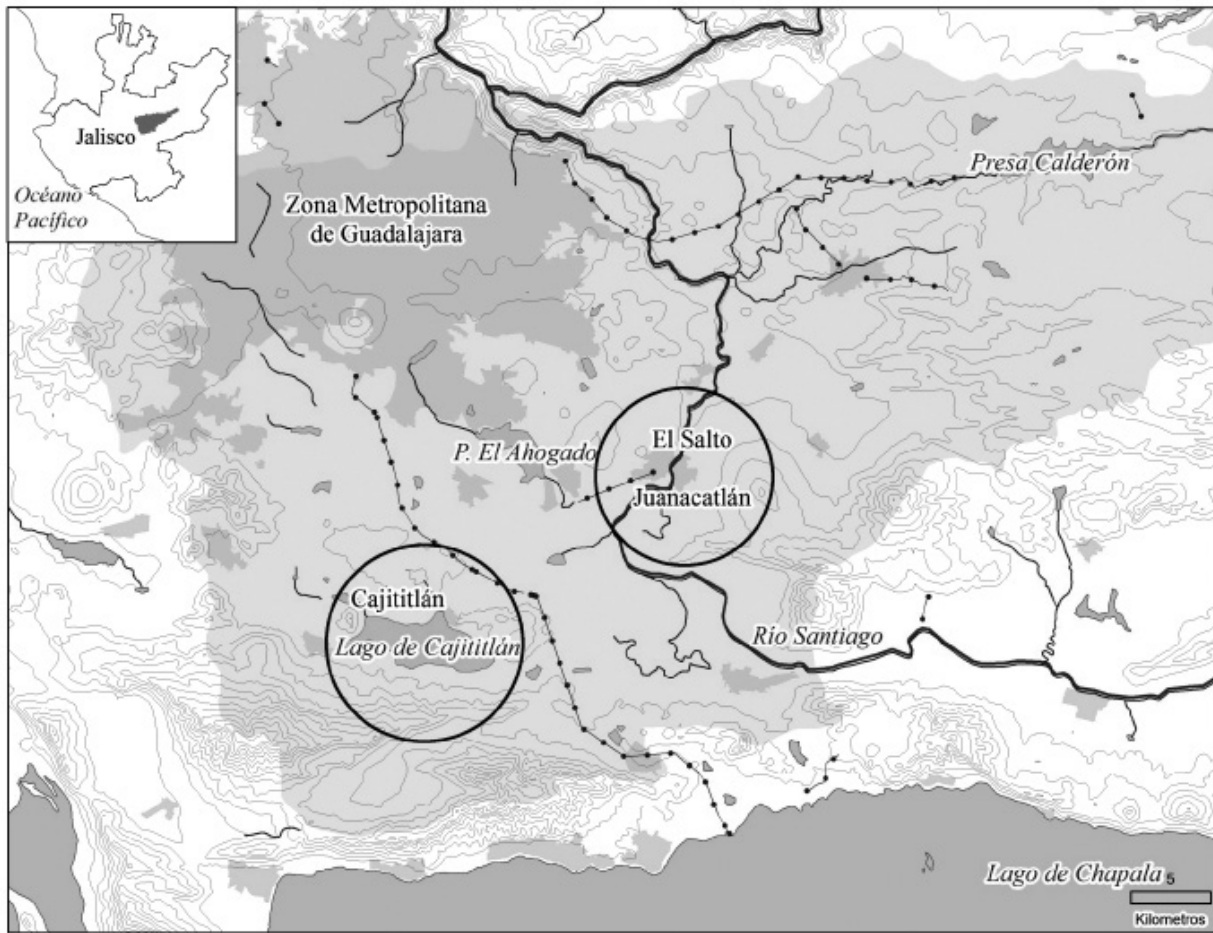 Jalisco
Océano
Pacífico
Zona Metropolitana
de Guadalajara
Presa Calderón
P. El Ahogado
El Salto
Juanacatlán
Cajititlán
Lago de Cajititlán
Río Santiago
Lago de Chapala
5
Kilometros